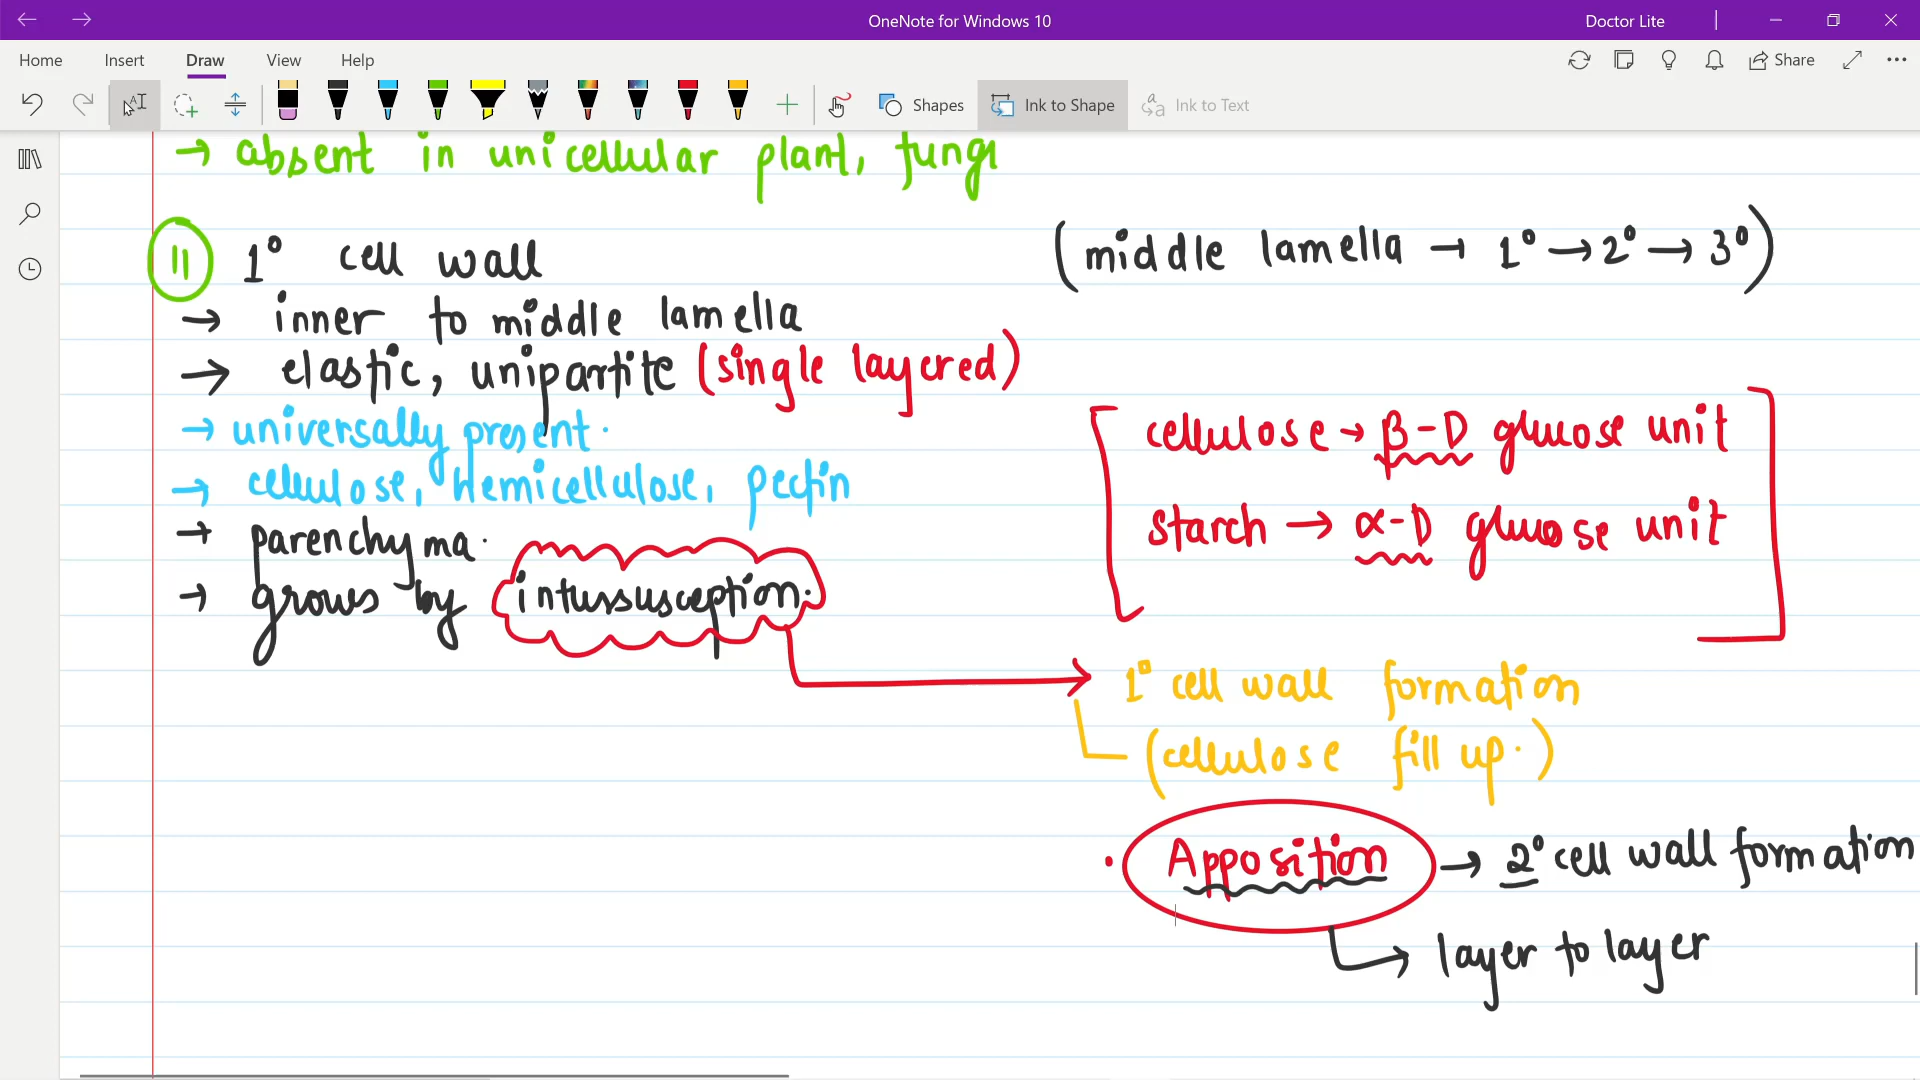 OneNote for Windows 10
Doctor Lite
Home Insert Draw View Help
Share
Shapes Ink to Shape Ink to Text
→ absent in unicellular plant, fungi
11 1° cell wall
(middle lamella → 1° → 2° → 3°)
→ inner to middle lamella
→ elastic, unipartite (single layered)
→ universally present.
→ cellulose, Hemicellulose, pectin
→ parenchyma.
→ grows by intussusception.
cellulose → β-D glucose unit
starch → α-D glucose unit
1° cell wall formation
(cellulose fill up.)
• Apposition → 2° cell wall formation
→ layer to layer